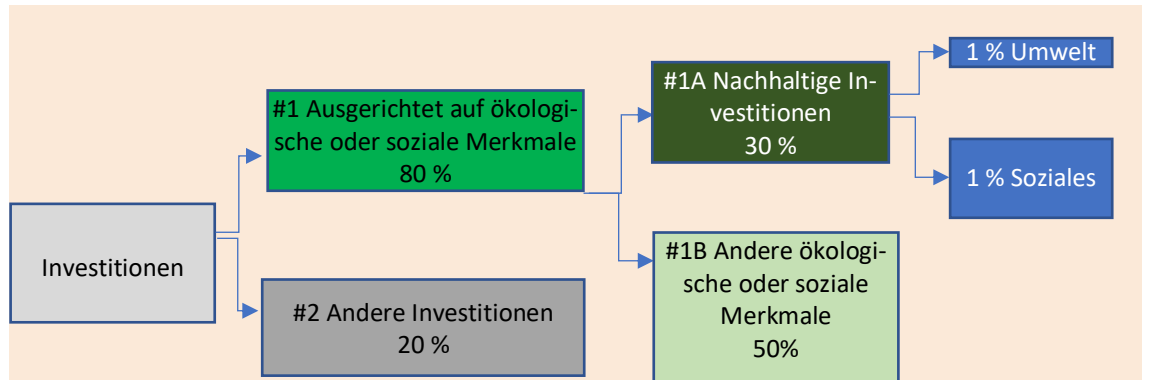 Investitionen
#1 Ausgerichtet auf ökologi-
sche oder soziale Merkmale
80 %
#2 Andere Investitionen
20 %
#1A Nachhaltige In-
vestitionen
30 %
#1B Andere ökologi-
sche oder soziale
Merkmale
50%
1 % Umwelt
1 % Soziales